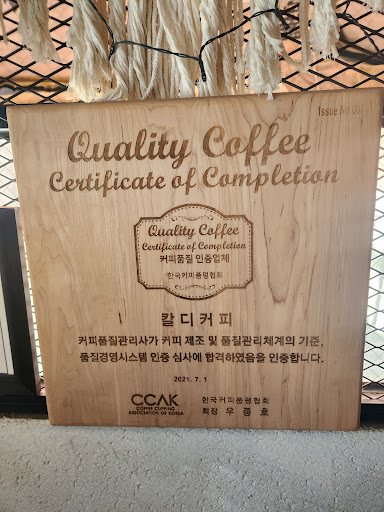 Issue No 001
Quality Coffee
Certificate of Completion
Quality Coffee
Certificate of Completion
커피품질 인증업체
한국커피품평협회
칼디커피
커피품질관리사가 커피 제조 및 품질관리체계의 기준,
품질경영시스템 인증 심사에 합격하였음을 인증합니다.
2021. 7. 1
CCAK
COFFEE CUPPING
ASSOCIATION OF KOREA
한국커피품평협회
회장 우종호